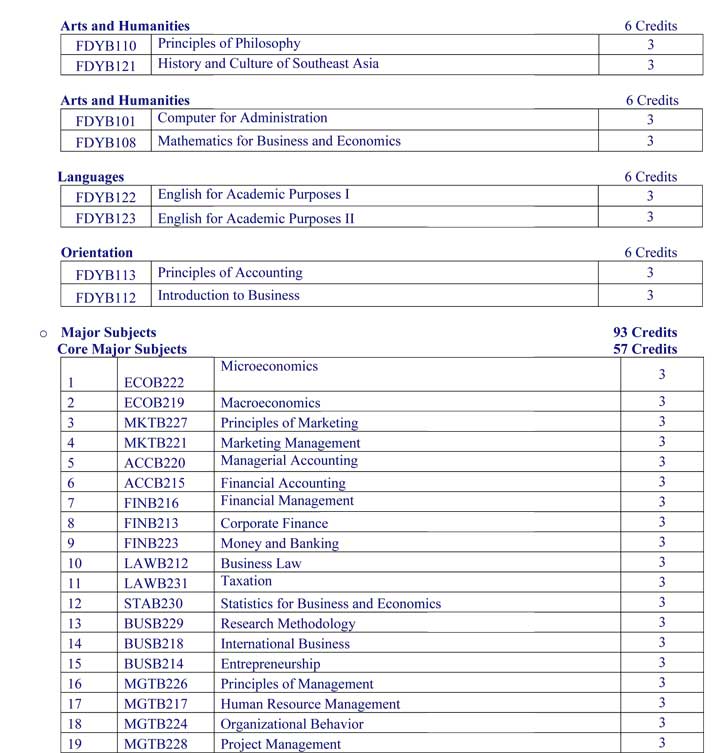 Arts and Humanities 6 Credits
FDYB110 Principles of Philosophy 3
FDYB121 History and Culture of Southeast Asia 3
Arts and Humanities 6 Credits
FDYB101 Computer for Administration 3
FDYB108 Mathematics for Business and Economics 3
Languages 6 Credits
FDYB122 English for Academic Purposes I 3
FDYB123 English for Academic Purposes II 3
Orientation 6 Credits
FDYB113 Principles of Accounting 3
FDYB112 Introduction to Business 3
o Major Subjects 93 Credits
Core Major Subjects 57 Credits
1 ECOB222 Microeconomics 3
2 ECOB219 Macroeconomics 3
3 MKTB227 Principles of Marketing 3
4 MKTB221 Marketing Management 3
5 ACCB220 Managerial Accounting 3
6 ACCB215 Financial Accounting 3
7 FINB216 Financial Management 3
8 FINB213 Corporate Finance 3
9 FINB223 Money and Banking 3
10 LAWB212 Business Law 3
11 LAWB231 Taxation 3
12 STAB230 Statistics for Business and Economics 3
13 BUSB229 Research Methodology 3
14 BUSB218 International Business 3
15 BUSB214 Entrepreneurship 3
16 MGTB226 Principles of Management 3
17 MGTB217 Human Resource Management 3
18 MGTB224 Organizational Behavior 3
19 MGTB228 Project Management 3